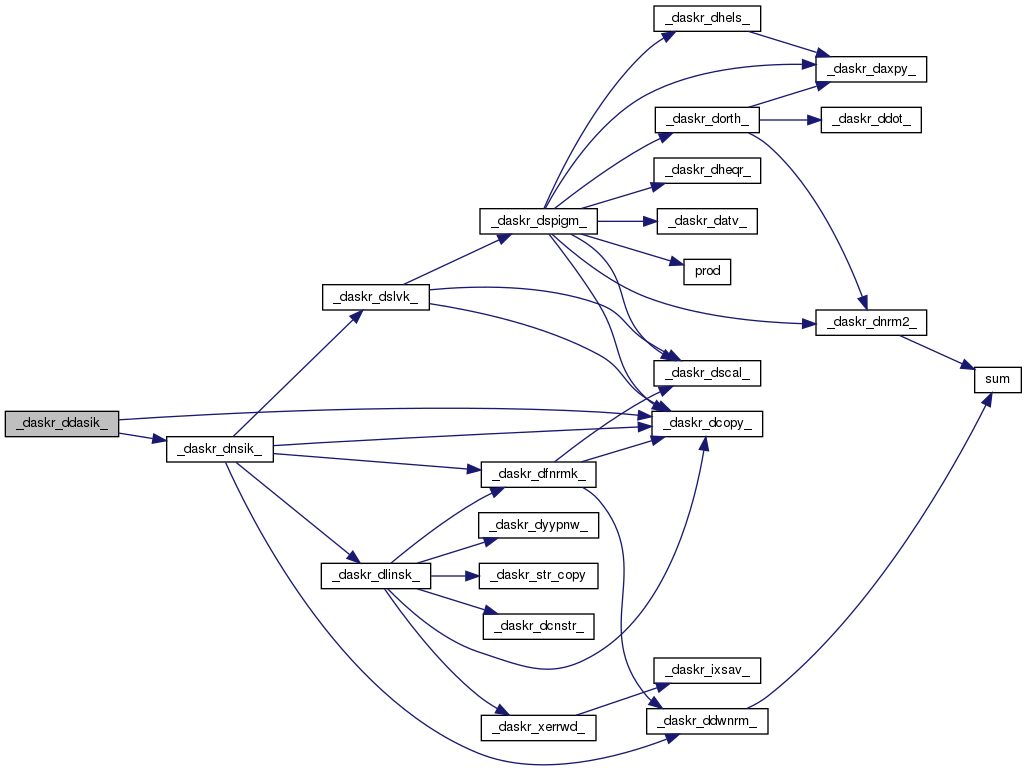 _daskr_dhels_
_daskr_daxpy_
_daskr_dorth_
_daskr_ddot_
_daskr_dheqr_
_daskr_dspigm_
_daskr_datv_
prod
_daskr_dslvk_
_daskr_dnrm2_
_daskr_dscal_
sum
_daskr_ddasik_
_daskr_dcopy_
_daskr_dnsik_
_daskr_dfnrmk_
_daskr_dyypnw_
_daskr_dlinsk_
_daskr_str_copy
_daskr_dcnstr_
_daskr_ixsav_
_daskr_xerrwd_
_daskr_ddwnrm_